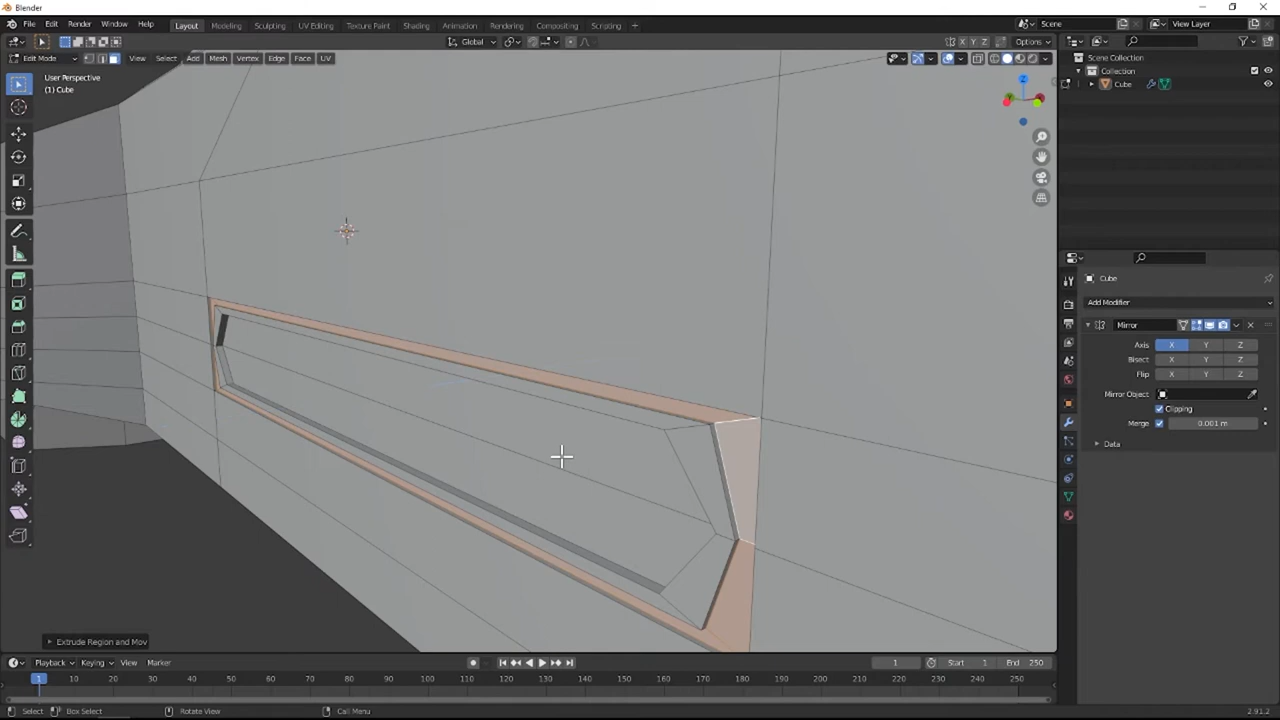 Blender
File Edit Render Window Help Layout Modeling Sculpting UV Editing Texture Paint Shading Animation Rendering Compositing Scripting + Scene View Layer
Global X Y Z Options
Edit Mode View Select Add Mesh Vertex Edge Face UV
User Perspective
(1) Cube
Z
Scene Collection
Collection
Cube
Cube
Add Modifier
Mirror
Axis X Y Z
Bisect X Y Z
Flip X Y Z
Mirror Object
Clipping
Merge 0.001 m
Data
Extrude Region and Mov
Playback Keying View Marker 1 Start 1 End 250
1 10 20 30 40 50 60 70 80 90 100 110 120 130 140 150 160 170 180 190 200 210 220 230 240 250
Select Box Select Rotate View Call Menu 2.91.2